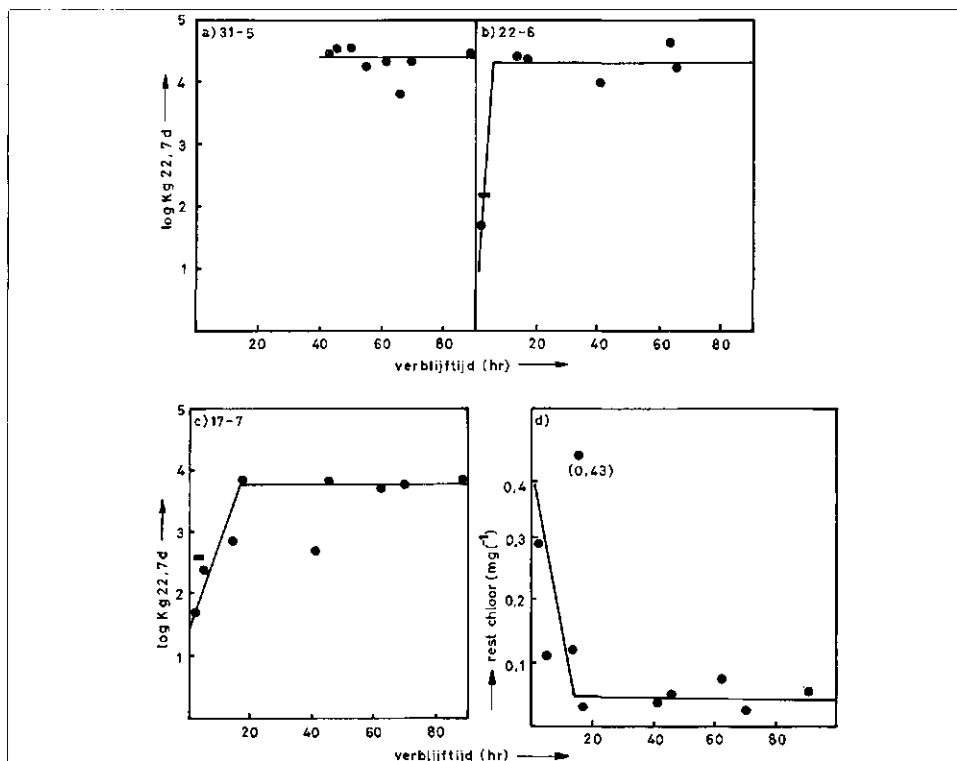 a) 31-5
b) 22-6
5
4
3
2
1
log Kg 22,7 d
20 40 60 80 20 40 60 80
verblijftijd (hr)
c) 17-7
d)
5
4
3
2
1
log Kg 22,7d
(0,43)
0,4
0,3
0,2
0,1
rest chloor (mg l⁻¹)
20 40 60 80 20 40 60 80
verblijftijd (hr)